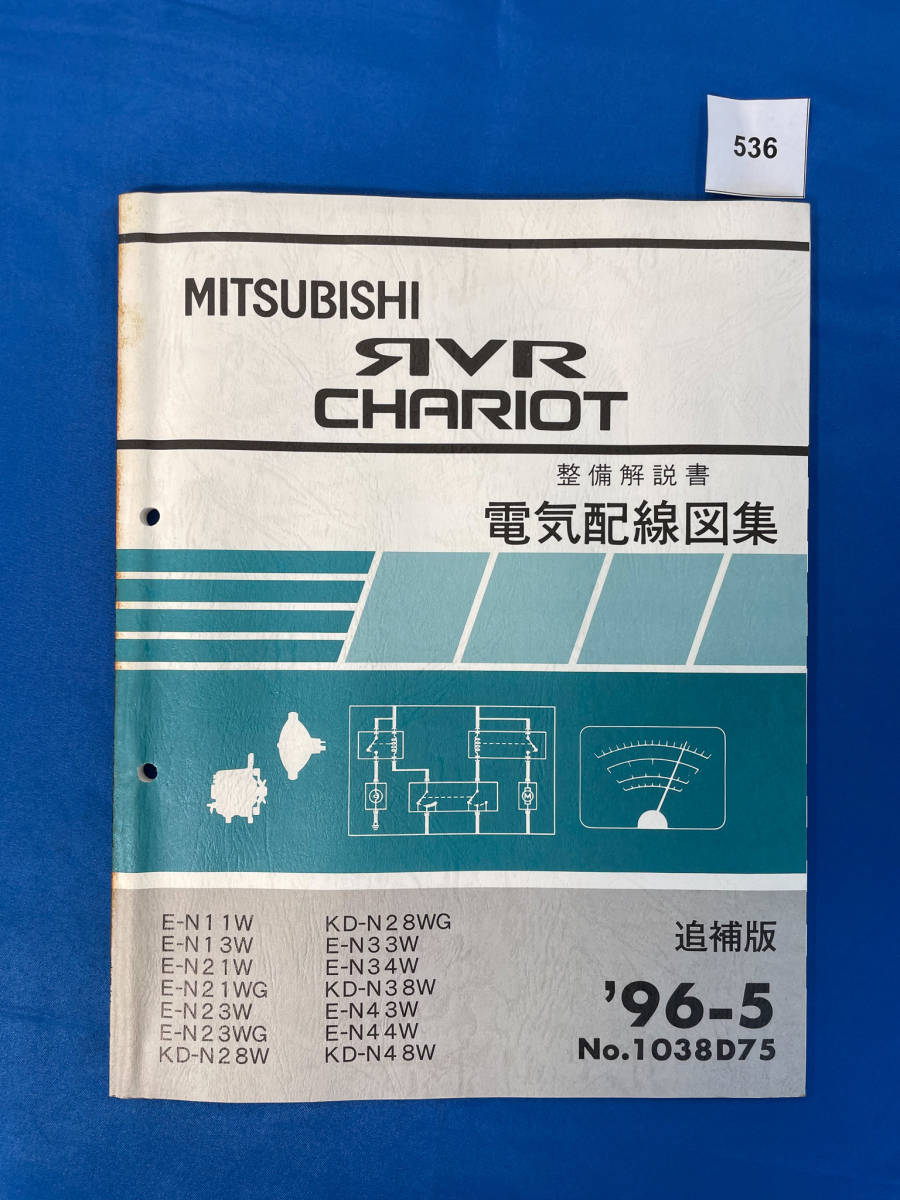 536
MITSUBISHI
RVR
CHARIOT
整備解説書
電気配線図集
E-N11W
E-N13W
E-N21W
E-N21WG
E-N23W
E-N23WG
KD-N28W
KD-N28WG
E-N33W
E-N34W
KD-N38W
E-N43W
E-N44W
KD-N48W
追補版
'96-5
No.1038D75